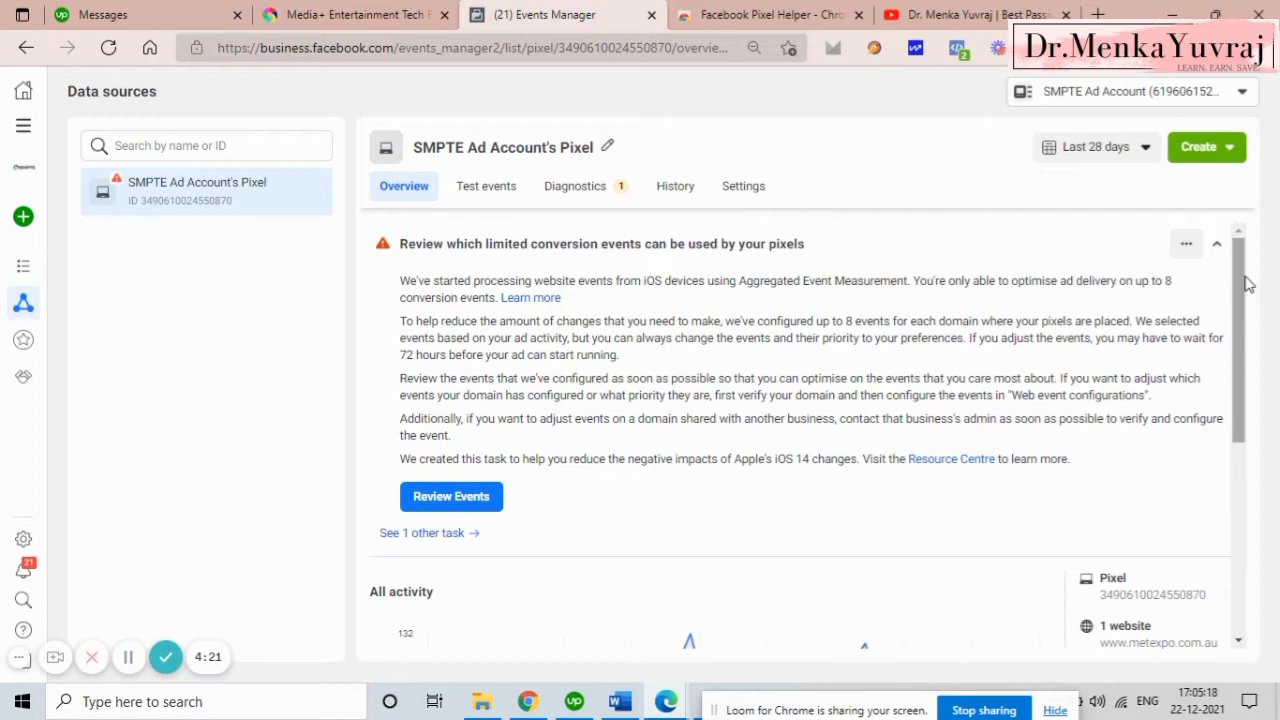 Messages
Media+ Entertainment Tech E
(21) Events Manager
Facebook Pixel Helper - Chro
Dr. Menka Yuvraj | Best Pass
https://business.facebook.com/events_manager2/list/pixel/3490610024550870/overvie...
2
Dr.MenkaYuvraj
LEARN. EARN. SAVE.
Data sources
SMPTE Ad Account (619606152...
Search by name or ID
SMPTE Ad Account's Pixel
ID 3490610024550870
SMPTE Ad Account's Pixel
Last 28 days
Create
Overview
Test events
Diagnostics 1
History
Settings
Review which limited conversion events can be used by your pixels
We've started processing website events from iOS devices using Aggregated Event Measurement. You're only able to optimise ad delivery on up to 8
conversion events. Learn more
To help reduce the amount of changes that you need to make, we've configured up to 8 events for each domain where your pixels are placed. We selected
events based on your ad activity, but you can always change the events and their priority to your preferences. If you adjust the events, you may have to wait for
72 hours before your ad can start running.
Review the events that we've configured as soon as possible so that you can optimise on the events that you care most about. If you want to adjust which
events your domain has configured or what priority they are, first verify your domain and then configure the events in "Web event configurations".
Additionally, if you want to adjust events on a domain shared with another business, contact that business's admin as soon as possible to verify and configure
the event.
We created this task to help you reduce the negative impacts of Apple's iOS 14 changes. Visit the Resource Centre to learn more.
Review Events
See 1 other task →
All activity
132
Pixel
3490610024550870
1 website
www.metexpo.com.au
21
4:21
Type here to search
Loom for Chrome is sharing your screen.
Stop sharing
Hide
ENG
17:05:18
22-12-2021